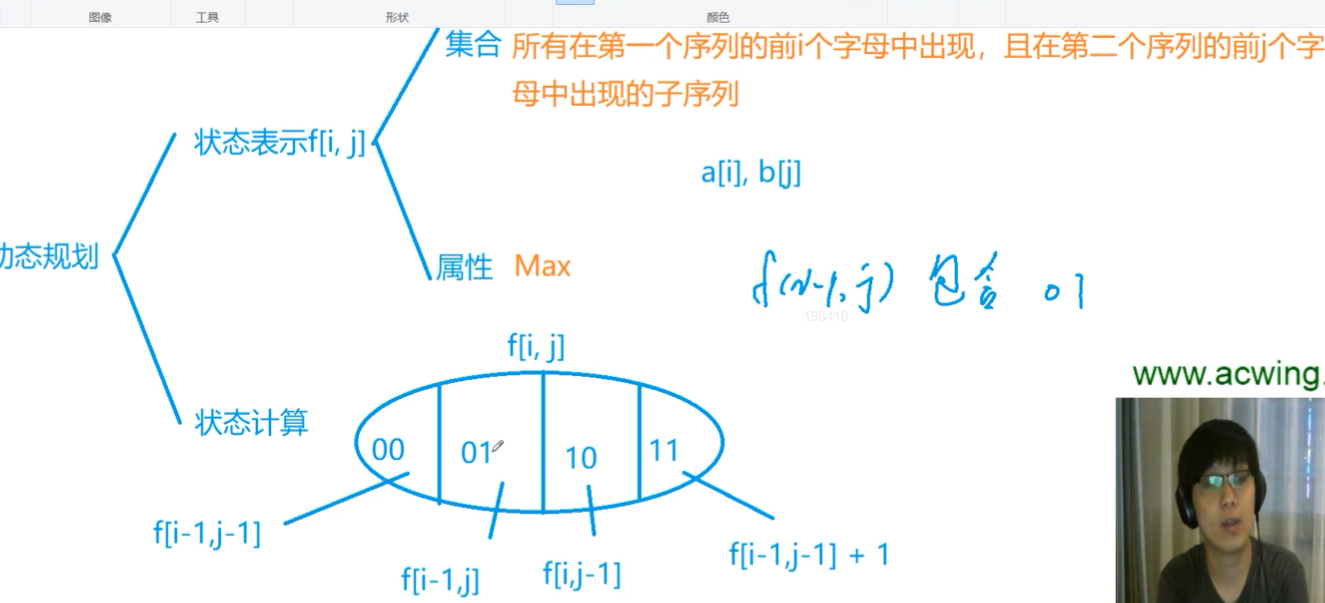 图像
工具
形状
颜色
集合 所有在第一个序列的前i个字母中出现，且在第二个序列的前j个字
母中出现的子序列
状态表示f[i, j]
a[i], b[j]
动态规划
属性 Max
f(i-1, j) 包含 01
198418
f[i, j]
www.acwing.
状态计算
00
01
10
11
f[i-1,j-1]
f[i-1,j]
f[i,j-1]
f[i-1,j-1] + 1